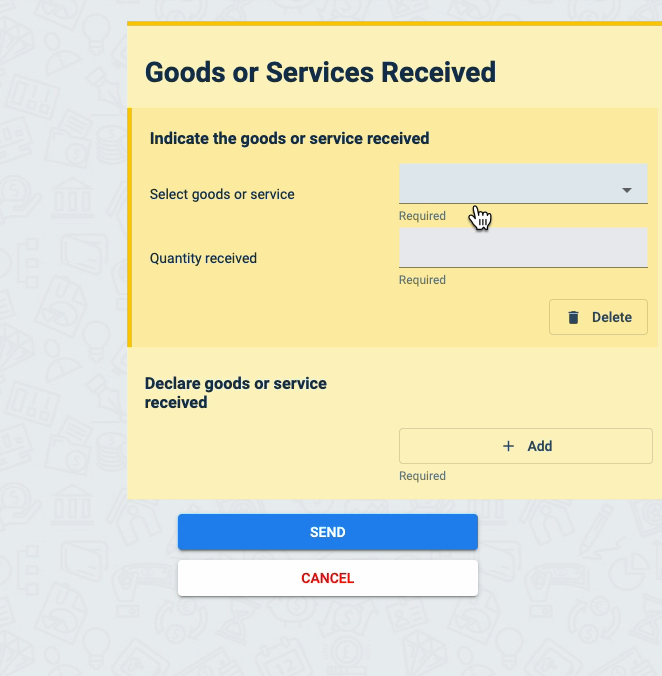 Goods or Services Received
Indicate the goods or service received
Select goods or service
Required
Quantity received
Required
Delete
Declare goods or service
received
Add
Required
SEND
CANCEL